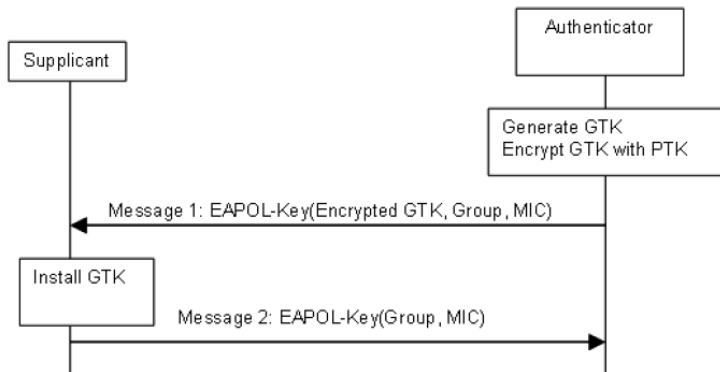 Authenticator
Supplicant
Generate GTK
Encrypt GTK with PTK
Message 1: EAPOL-Key(Encrypted GTK, Group, MIC)
Install GTK
Message 2: EAPOL-Key(Group, MIC)